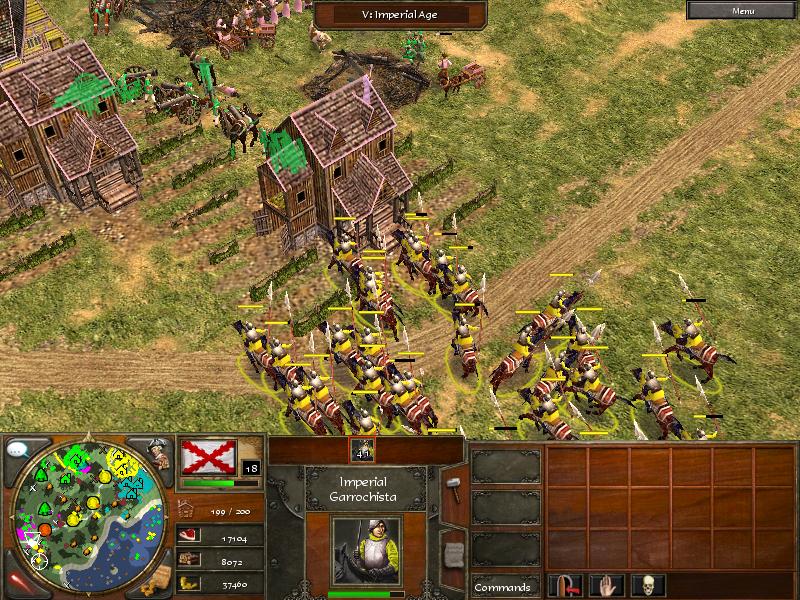 V: Imperial Age
Menu
18
41
Imperial
Garrochista
199 / 200
17104
8072
37460
Commands